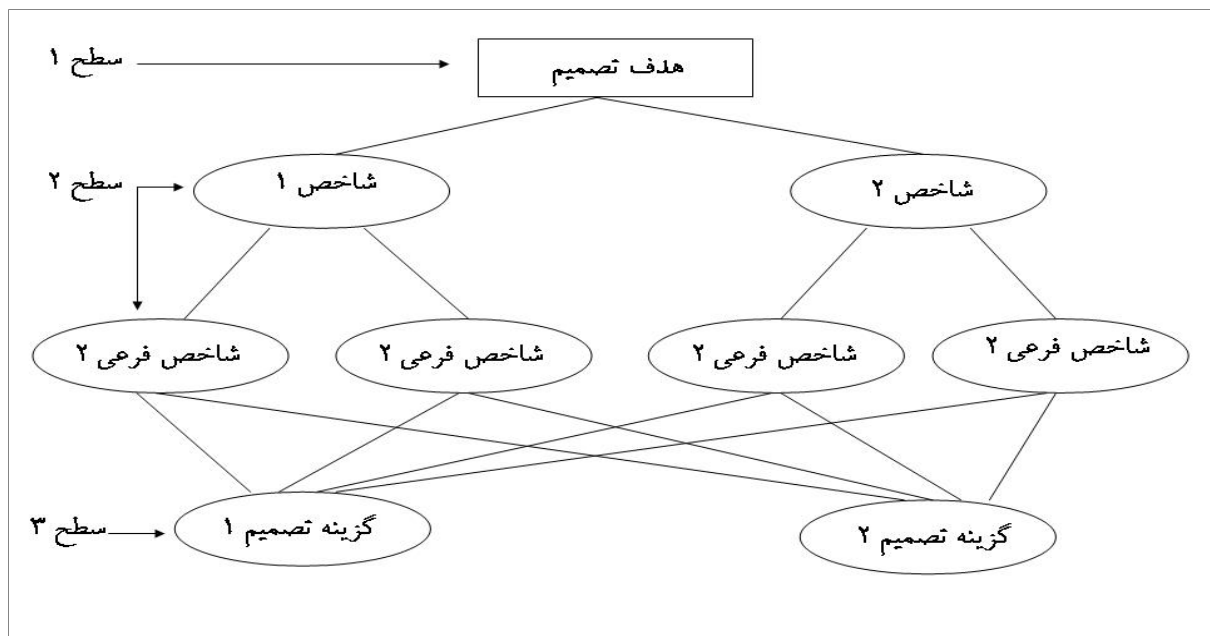 سطح ۱
هدف تصمیم
سطح ۲
شاخص ۱
شاخص ۲
شاخص فرعی ۲
شاخص فرعی ۲
شاخص فرعی ۲
شاخص فرعی ۲
سطح ۳
گزینه تصمیم ۱
گزینه تصمیم ۲